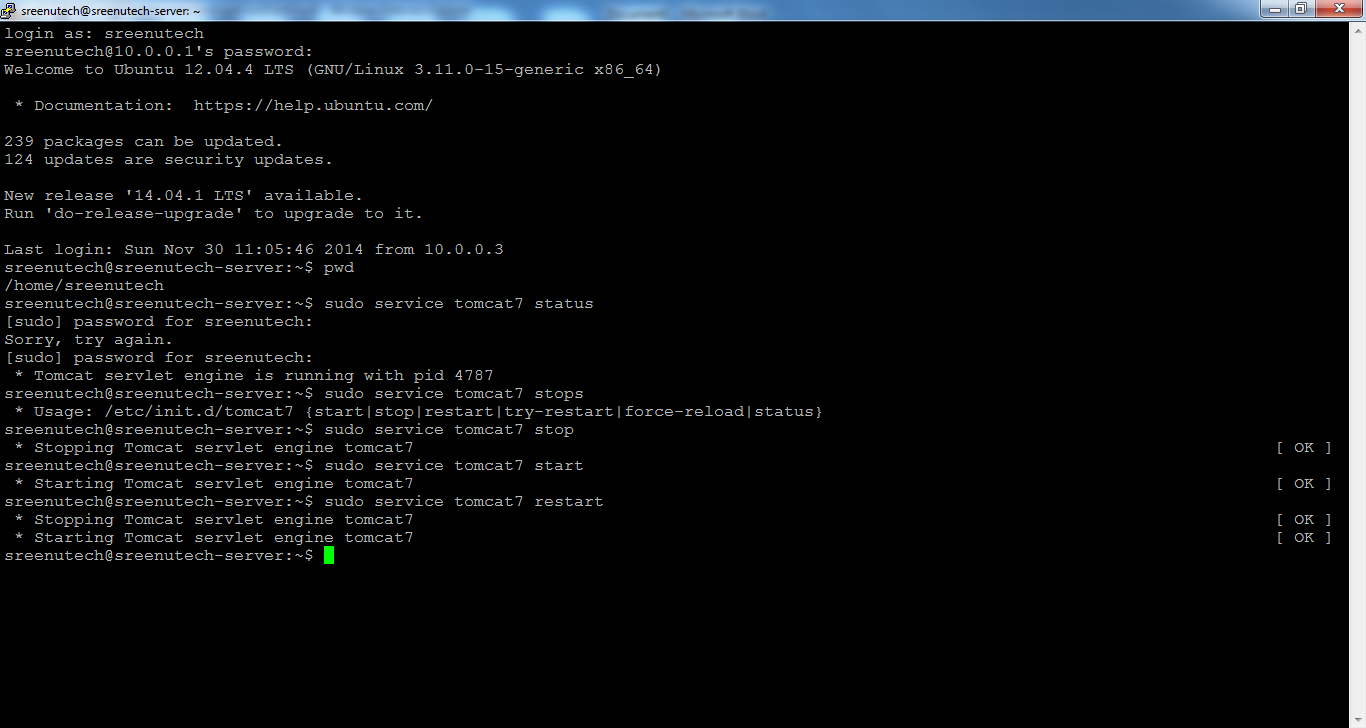 sreenutech@sreenutech-server: ~
login as: sreenutech
sreenutech@10.0.0.1's password:
Welcome to Ubuntu 12.04.4 LTS (GNU/Linux 3.11.0-15-generic x86_64)
* Documentation:  https://help.ubuntu.com/
239 packages can be updated.
124 updates are security updates.
New release '14.04.1 LTS' available.
Run 'do-release-upgrade' to upgrade to it.
Last login: Sun Nov 30 11:05:46 2014 from 10.0.0.3
sreenutech@sreenutech-server:~$ pwd
/home/sreenutech
sreenutech@sreenutech-server:~$ sudo service tomcat7 status
[sudo] password for sreenutech:
Sorry, try again.
[sudo] password for sreenutech:
* Tomcat servlet engine is running with pid 4787
sreenutech@sreenutech-server:~$ sudo service tomcat7 stops
* Usage: /etc/init.d/tomcat7 {start|stop|restart|try-restart|force-reload|status}
sreenutech@sreenutech-server:~$ sudo service tomcat7 stop
* Stopping Tomcat servlet engine tomcat7 [ OK ]
sreenutech@sreenutech-server:~$ sudo service tomcat7 start
* Starting Tomcat servlet engine tomcat7 [ OK ]
sreenutech@sreenutech-server:~$ sudo service tomcat7 restart
* Stopping Tomcat servlet engine tomcat7 [ OK ]
* Starting Tomcat servlet engine tomcat7 [ OK ]
sreenutech@sreenutech-server:~$